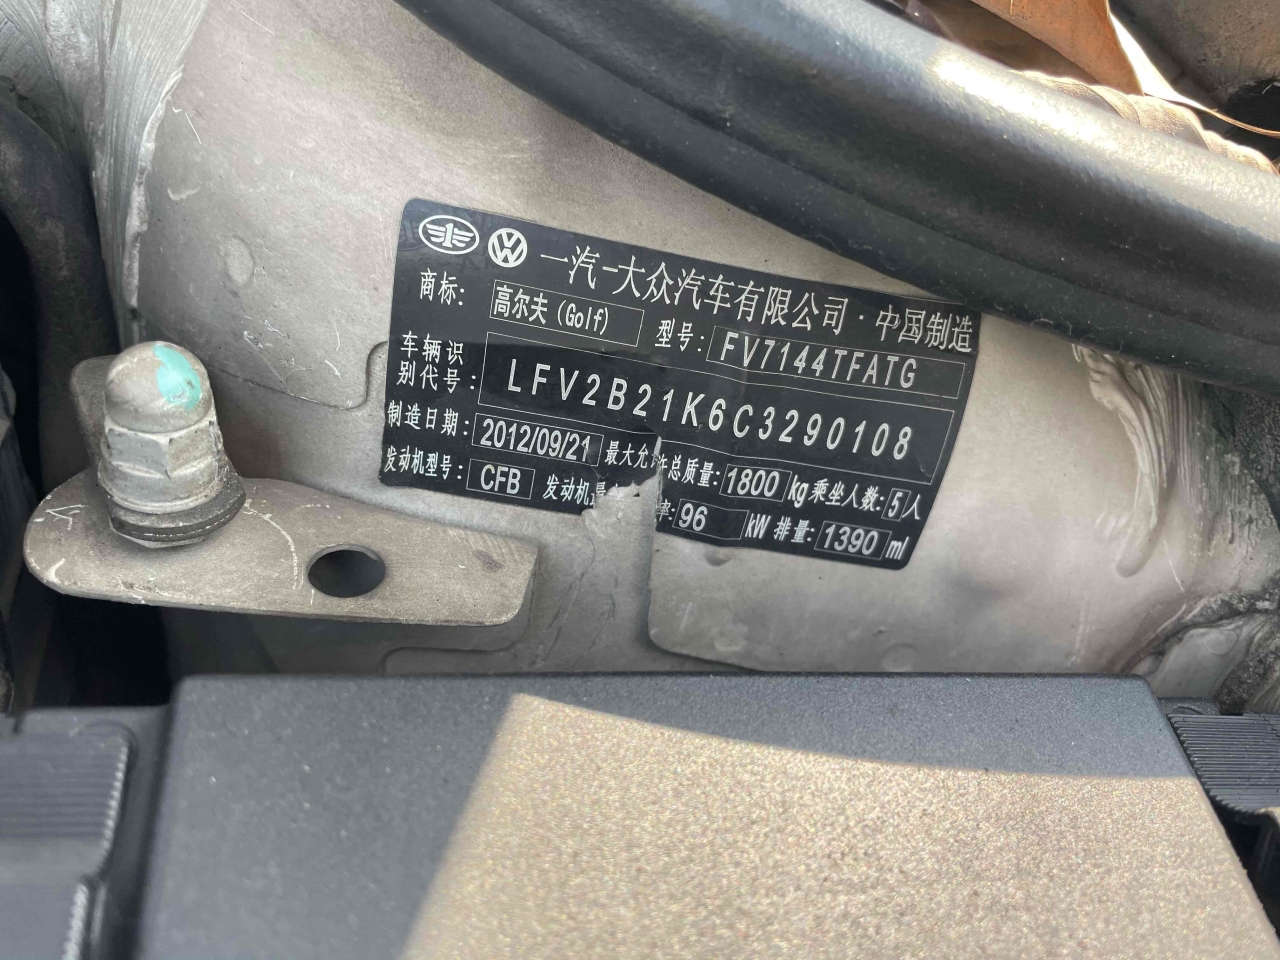 一汽-大众汽车有限公司·中国制造
商标: 高尔夫(Golf) 型号: FV7144TFATG
车辆识别代号: LFV2B21K6C3290108
制造日期: 2012/09/21 最大允许总质量: 1800 kg 乘坐人数: 5人
发动机型号: CFB 发动机 率: 96 kW 排量: 1390 ml